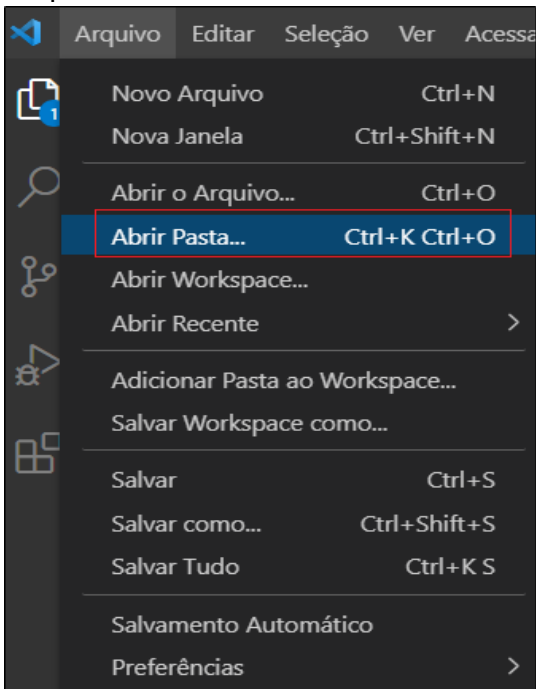 Arquivo Editar Seleção Ver Acessa
1
Novo Arquivo Ctrl+N
Nova Janela Ctrl+Shift+N
Abrir o Arquivo... Ctrl+O
Abrir Pasta... Ctrl+K Ctrl+O
Abrir Workspace...
Abrir Recente
Adicionar Pasta ao Workspace...
Salvar Workspace como...
Salvar Ctrl+S
Salvar como... Ctrl+Shift+S
Salvar Tudo Ctrl+K S
Salvamento Automático
Preferências